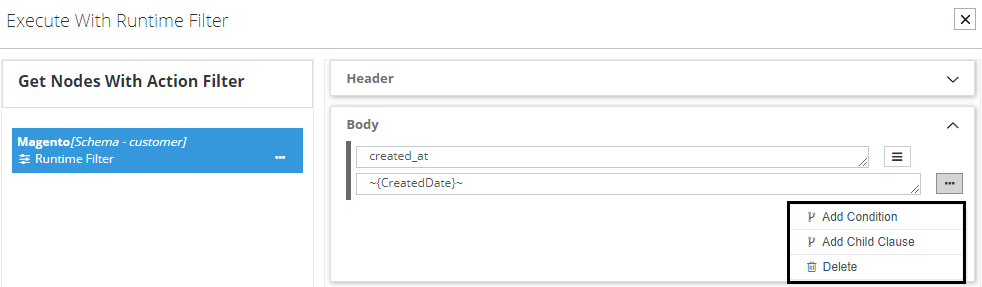 Execute With Runtime Filter
Get Nodes With Action Filter
Magento[Schema - customer]
Runtime Filter
Header
Body
created_at
~{CreatedDate}~
Add Condition
Add Child Clause
Delete